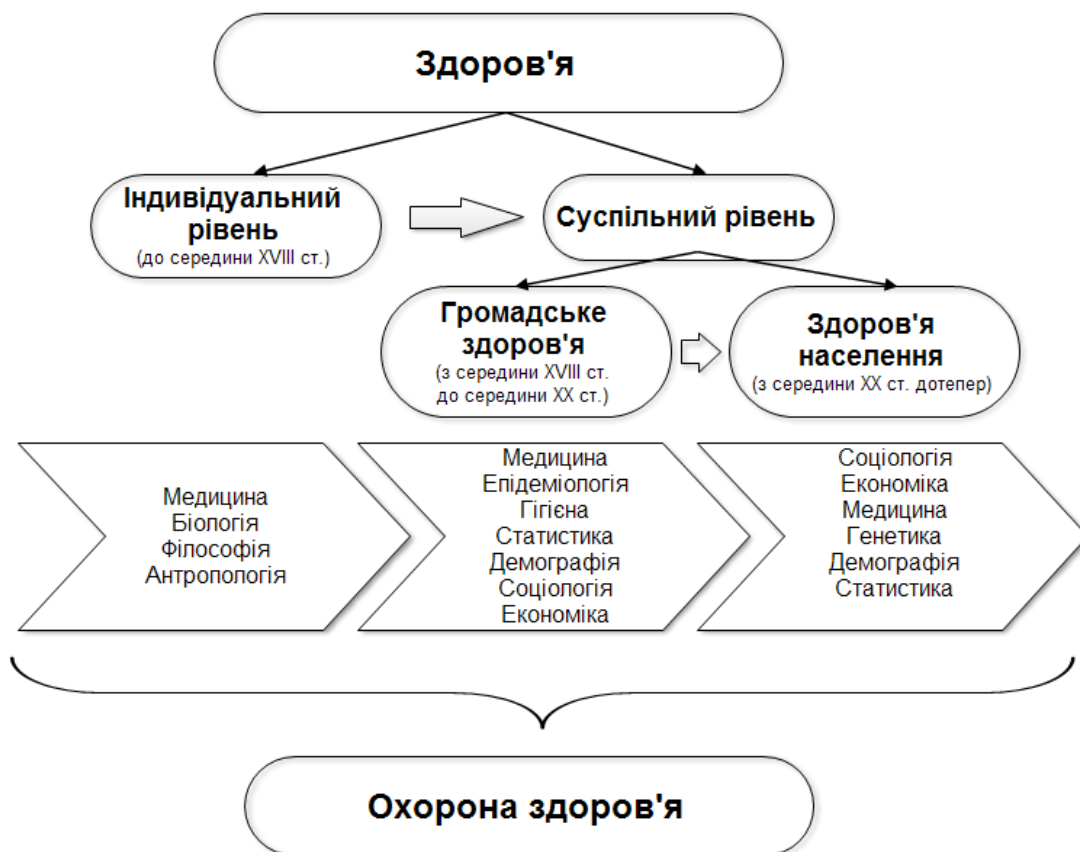 Здоров'я
Індивідуальний
рівень
(до середини XVIII ст.)
Суспільний рівень
Громадське
здоров'я
(з середини XVIII ст.
до середини XX ст.)
Здоров'я
населення
(з середини XX ст. дотепер)
Медицина
Біологія
Філософія
Антропологія
Медицина
Епідеміологія
Гігієна
Статистика
Демографія
Соціологія
Економіка
Соціологія
Економіка
Медицина
Генетика
Демографія
Статистика
Охорона здоров'я